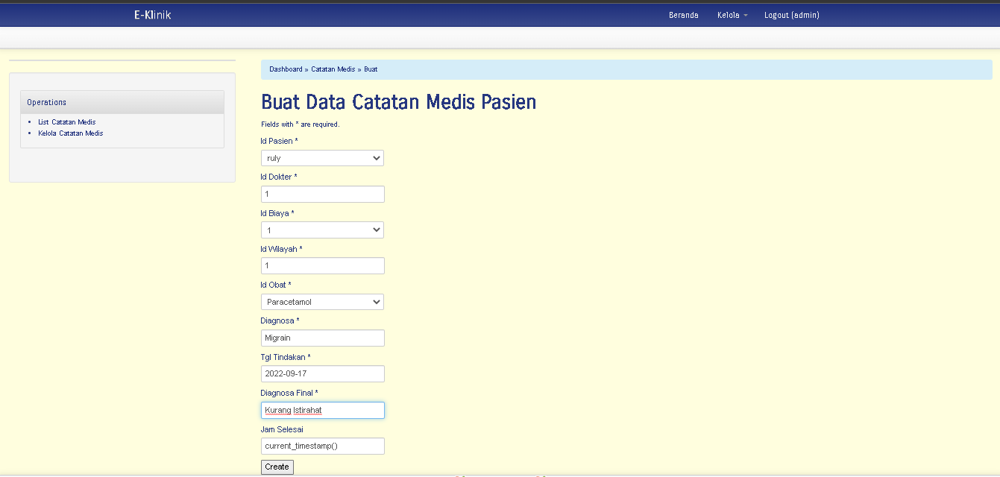 E-Klinik
Beranda
Kelola
Logout (admin)
Operations
List Catatan Medis
Kelola Catatan Medis
Dashboard » Catatan Medis » Buat
Buat Data Catatan Medis Pasien
Fields with * are required.
Id Pasien *
ruly
Id Dokter *
1
Id Biaya *
1
Id Wilayah *
1
Id Obat *
Paracetamol
Diagnosa *
Migrain
Tgl Tindakan *
2022-09-17
Diagnosa Final *
Kurang Istirahat
Jam Selesai
current_timestamp()
Create